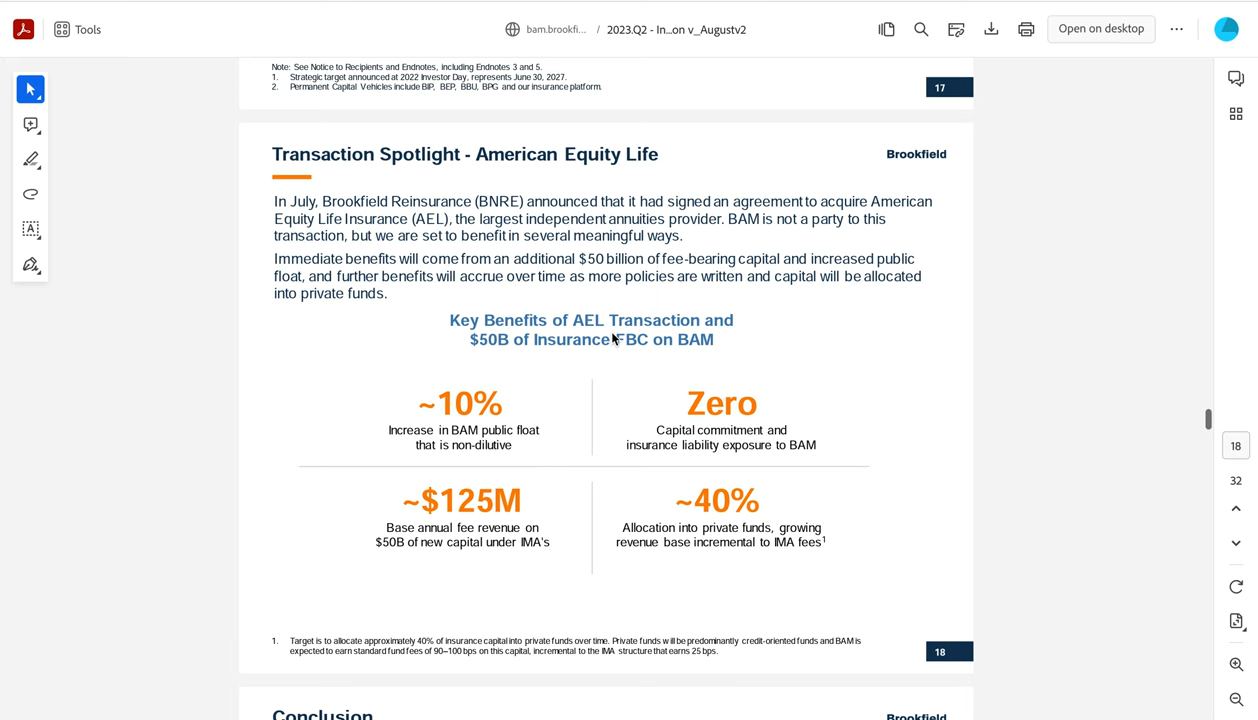 Tools
bam.brookfi... / 2023.Q2 - In...on v_Augustv2
Open on desktop
Note: See Notice to Recipients and Endnotes, including Endnotes 3 and 5.
1. Strategic target announced at 2022 Investor Day, represents June 30, 2027.
2. Permanent Capital Vehicles include BIP, BEP, BBU, BPG and our insurance platform.
17
Transaction Spotlight - American Equity Life
Brookfield
In July, Brookfield Reinsurance (BNRE) announced that it had signed an agreement to acquire American
Equity Life Insurance (AEL), the largest independent annuities provider. BAM is not a party to this
transaction, but we are set to benefit in several meaningful ways.
Immediate benefits will come from an additional $50 billion of fee-bearing capital and increased public
float, and further benefits will accrue over time as more policies are written and capital will be allocated
into private funds.
Key Benefits of AEL Transaction and
$50B of Insurance FBC on BAM
~10%
Increase in BAM public float
that is non-dilutive
Zero
Capital commitment and
insurance liability exposure to BAM
~$125M
Base annual fee revenue on
$50B of new capital under IMA's
~40%
Allocation into private funds, growing
revenue base incremental to IMA fees1
1. Target is to allocate approximately 40% of insurance capital into private funds over time. Private funds will be predominantly credit-oriented funds and BAM is
expected to earn standard fund fees of 90–100 bps on this capital, incremental to the IMA structure that earns 25 bps.
18
Conclusion
Brookfield
18
32